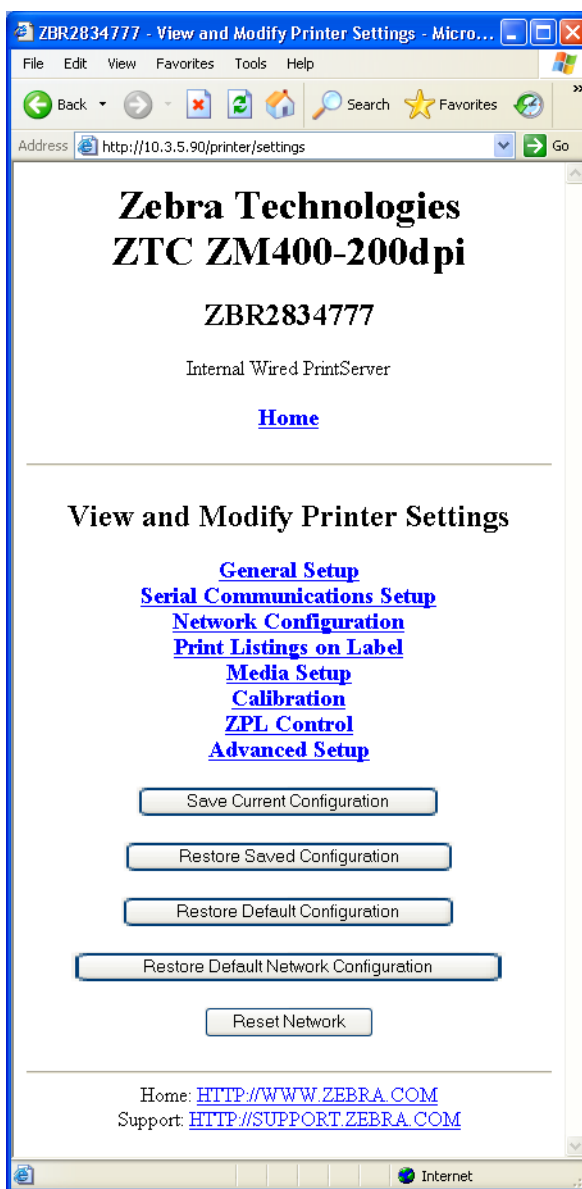 ZBR2834777 - View and Modify Printer Settings - Micro...
File Edit View Favorites Tools Help
Back Search Favorites »
Address http://10.3.5.90/printer/settings Go
Zebra Technologies
ZTC ZM400-200dpi
ZBR2834777
Internal Wired PrintServer
Home
View and Modify Printer Settings
General Setup
Serial Communications Setup
Network Configuration
Print Listings on Label
Media Setup
Calibration
ZPL Control
Advanced Setup
Save Current Configuration
Restore Saved Configuration
Restore Default Configuration
Restore Default Network Configuration
Reset Network
Home: HTTP://WWW.ZEBRA.COM
Support: HTTP://SUPPORT.ZEBRA.COM
Internet